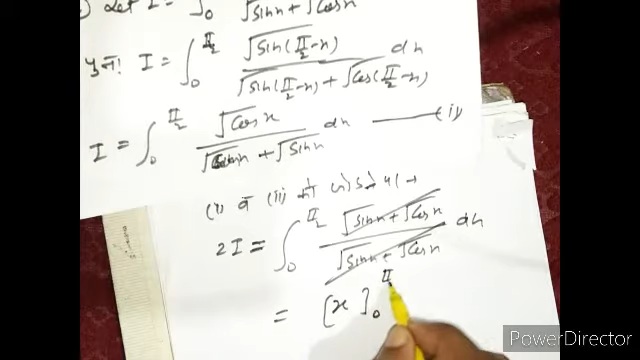 Let I = ∫₀ √Sinx + √Cosx
पुनः I = ∫₀^(π/2) √Sin(π/2-x) / (√Sin(π/2-x) + √Cos(π/2-x)) dx
I = ∫₀^(π/2) √Cosx / (√Cosx + √Sinx) dx —— (ii)
(i) व (ii) को जोड़ने पर →
2I = ∫₀^(π/2) (√Sinx + √Cosx) / (√Sinx + √Cosx) dx
= [x]₀^(π/2)
PowerDirector